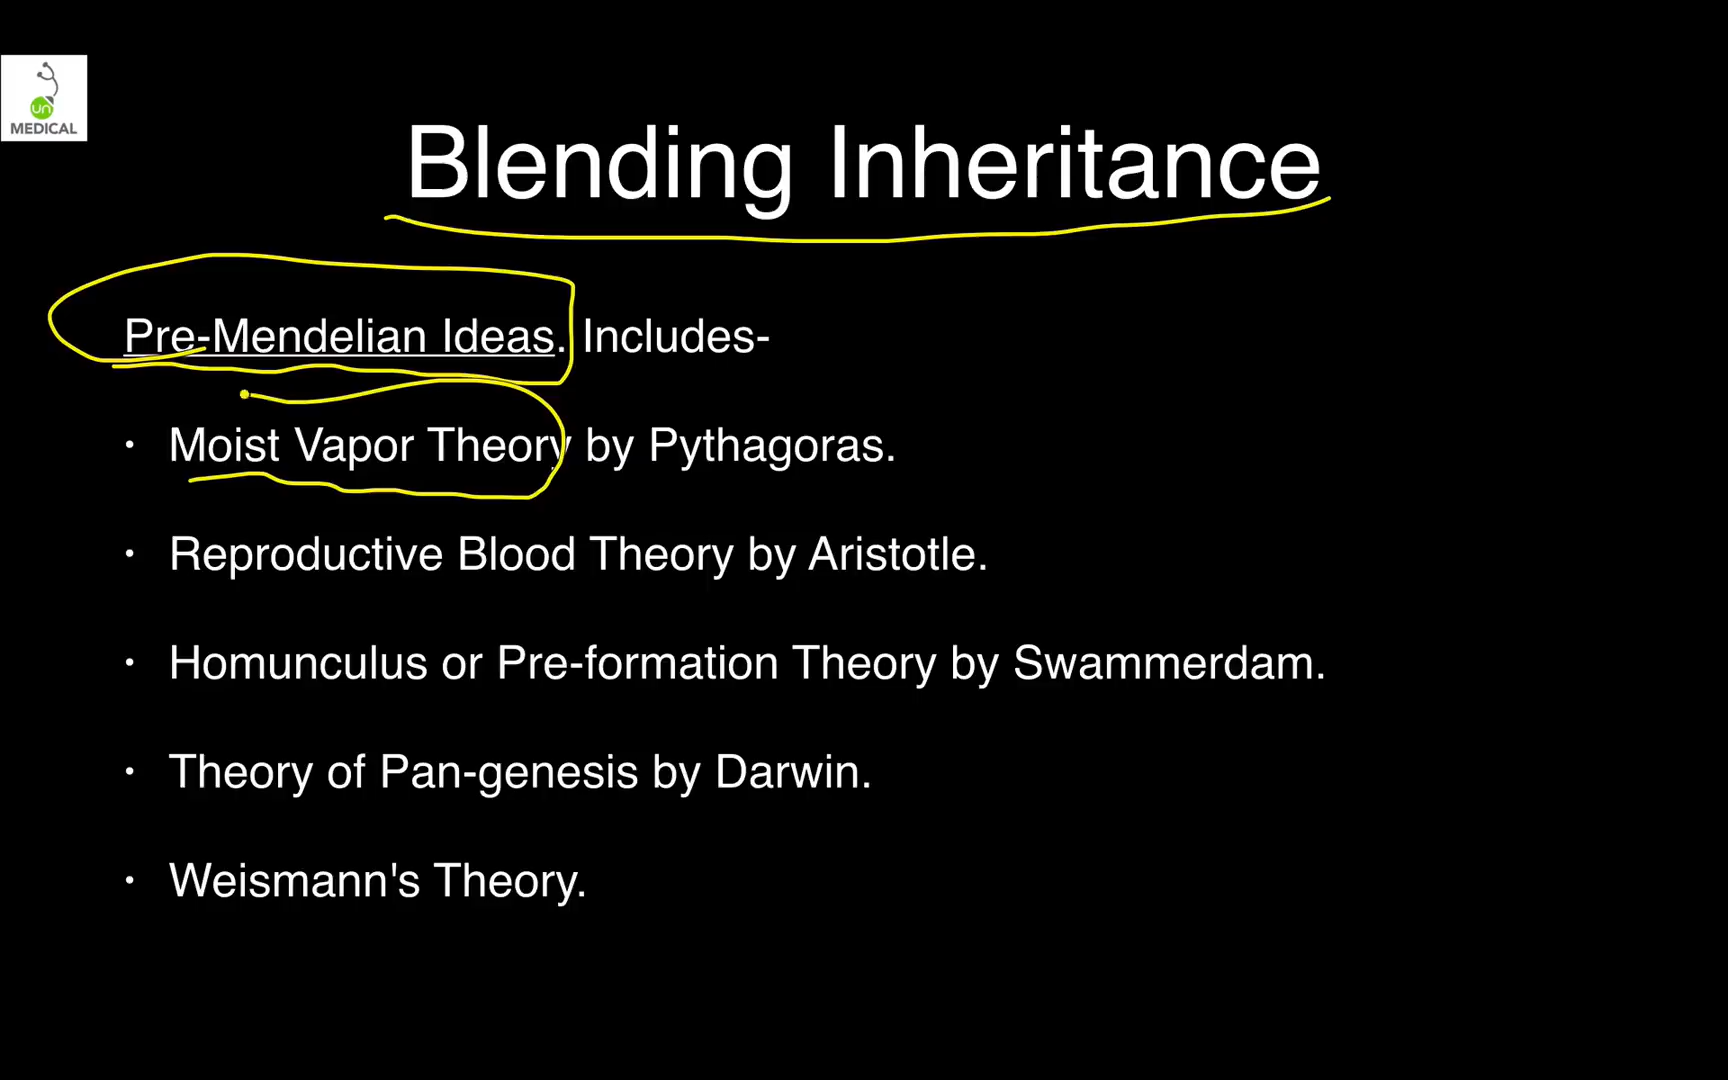 un
MEDICAL
Blending Inheritance
Pre-Mendelian Ideas. Includes-
• Moist Vapor Theory by Pythagoras.
• Reproductive Blood Theory by Aristotle.
• Homunculus or Pre-formation Theory by Swammerdam.
• Theory of Pan-genesis by Darwin.
• Weismann's Theory.